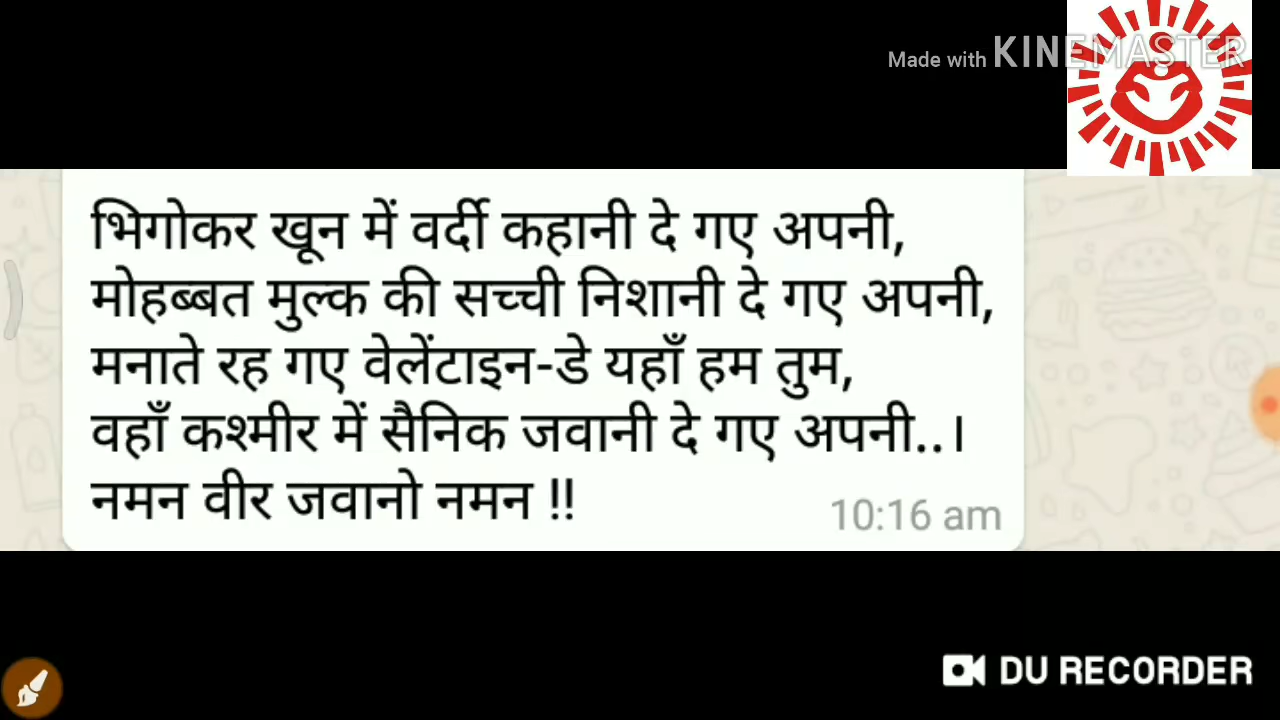 Made with KINEMASTER
भिगोकर खून में वर्दी कहानी दे गए अपनी,
मोहब्बत मुल्क की सच्ची निशानी दे गए अपनी,
मनाते रह गए वेलेंटाइन-डे यहाँ हम तुम,
वहाँ कश्मीर में सैनिक जवानी दे गए अपनी..।
नमन वीर जवानो नमन !!
10:16 am
DU RECORDER